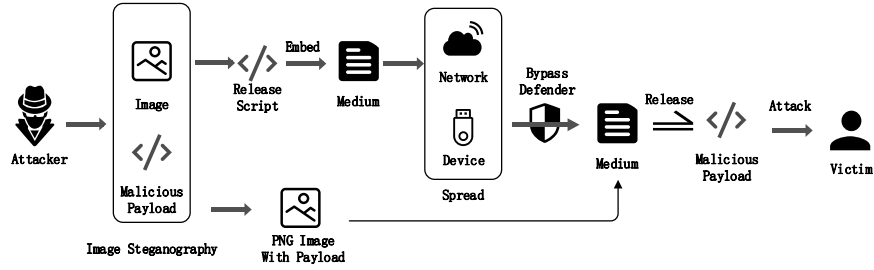 Attacker
Image
Malicious
Payload
Image Steganography
Release
Script
Embed
Medium
PNG Image
With Payload
Network
Device
Spread
Bypass
Defender
Medium
Release
Malicious
Payload
Attack
Victim